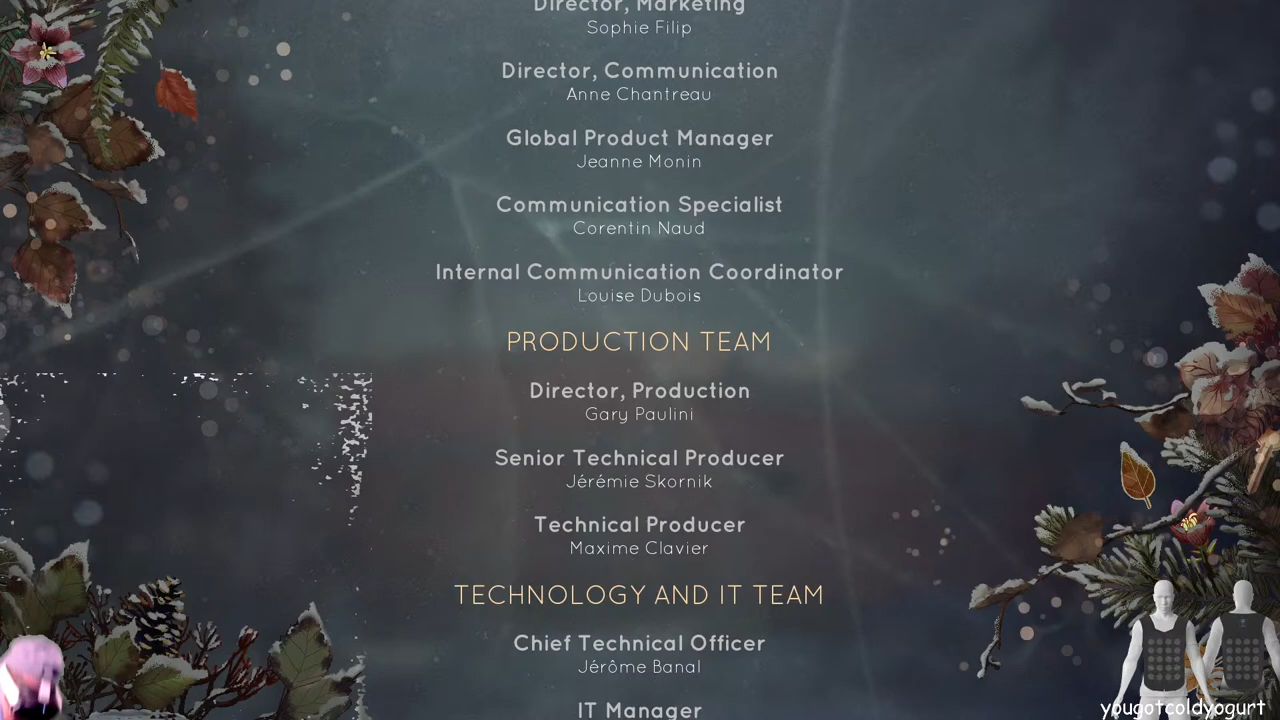 Director, Marketing
Sophie Filip
Director, Communication
Anne Chantreau
Global Product Manager
Jeanne Monin
Communication Specialist
Corentin Naud
Internal Communication Coordinator
Louise Dubois
PRODUCTION TEAM
Director, Production
Gary Paulini
Senior Technical Producer
Jérémie Skornik
Technical Producer
Maxime Clavier
TECHNOLOGY AND IT TEAM
Chief Technical Officer
Jérôme Banal
IT Manager
yougotcoldyogurt